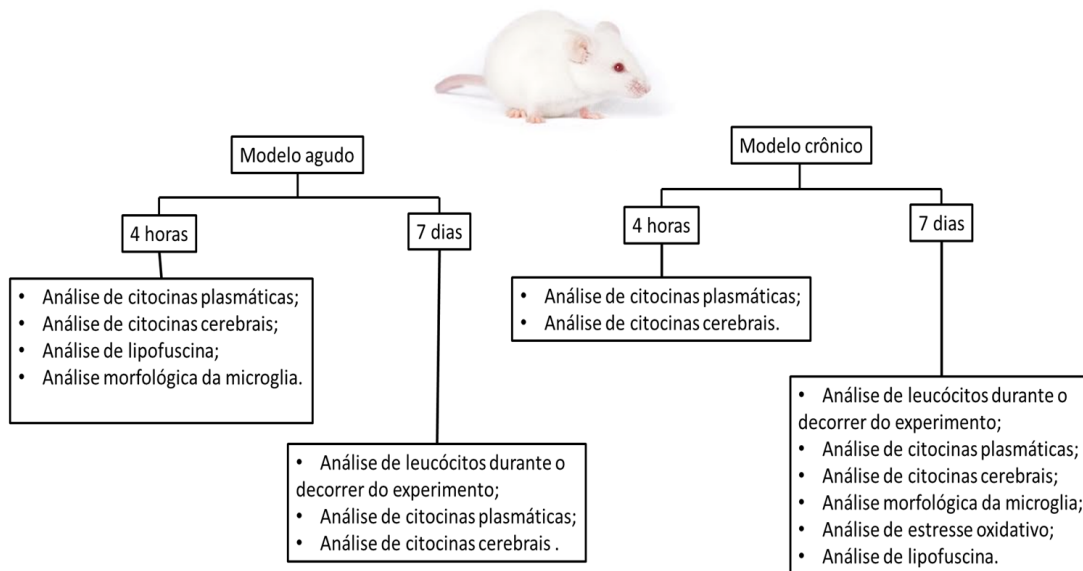 Modelo agudo
4 horas
• Análise de citocinas plasmáticas;
• Análise de citocinas cerebrais;
• Análise de lipofuscina;
• Análise morfológica da microglia.
7 dias
• Análise de leucócitos durante o
decorrer do experimento;
• Análise de citocinas plasmáticas;
• Análise de citocinas cerebrais .
Modelo crônico
4 horas
• Análise de citocinas plasmáticas;
• Análise de citocinas cerebrais.
7 dias
• Análise de leucócitos durante o
decorrer do experimento;
• Análise de citocinas plasmáticas;
• Análise de citocinas cerebrais;
• Análise morfológica da microglia;
• Análise de estresse oxidativo;
• Análise de lipofuscina.